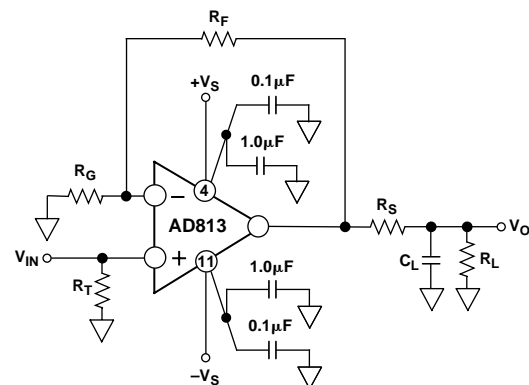 RF
0.1μF
+VS
1.0μF
RG
4
−
AD813
RS
VO
VIN
+
11
CL
RL
RT
1.0μF
0.1μF
−VS